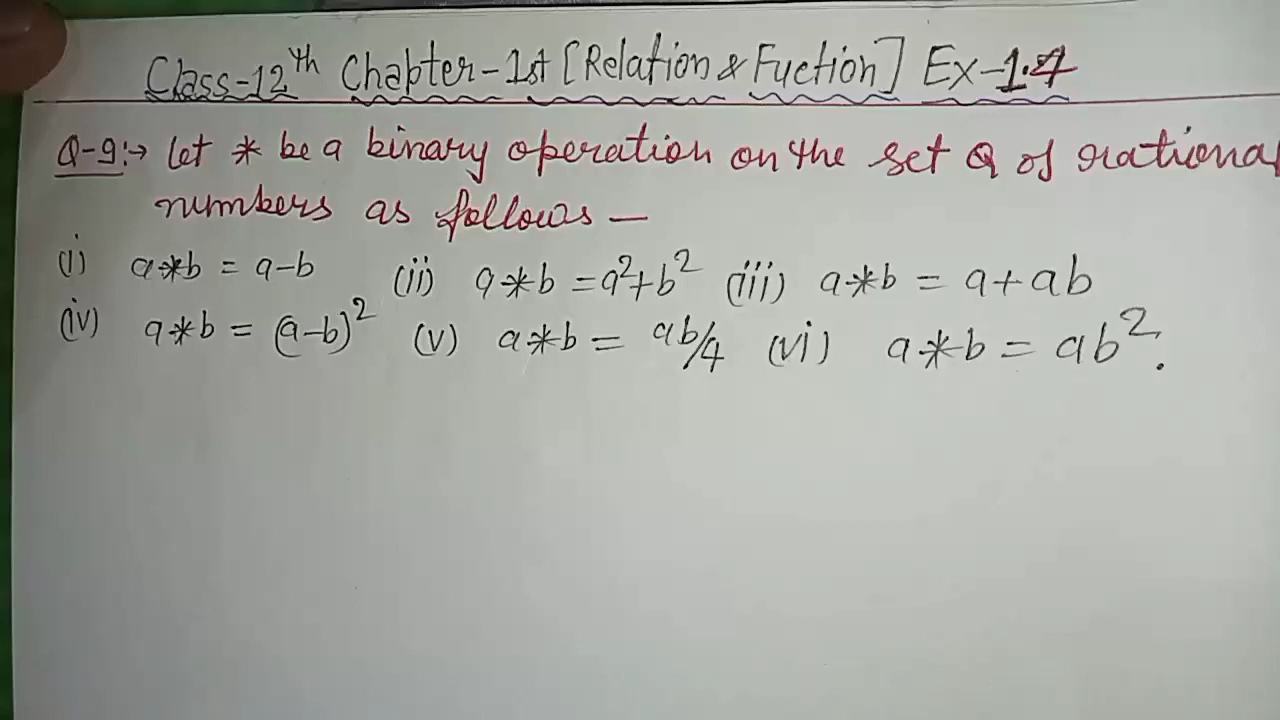 Class-12th Chapter-1st [Relation & Fuction] Ex-1.4
Q-9:→ Let * be a binary operation on the set Q of rational
numbers as follows —
(i) a*b = a-b (ii) a*b = a²+b² (iii) a*b = a+ab
(iv) a*b = (a-b)² (v) a*b = ab/4 (vi) a*b = ab².